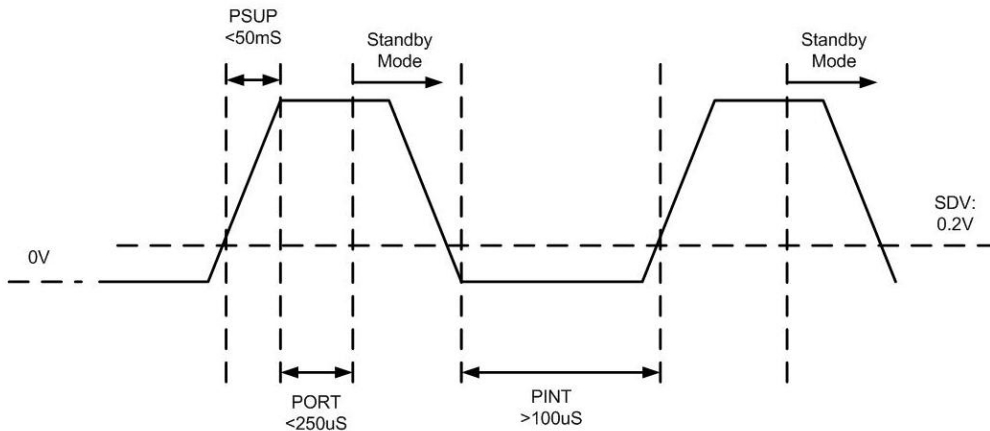 PSUP
<50mS
Standby
Mode
Standby
Mode
SDV:
0.2V
0V
PORT
<250uS
PINT
>100uS